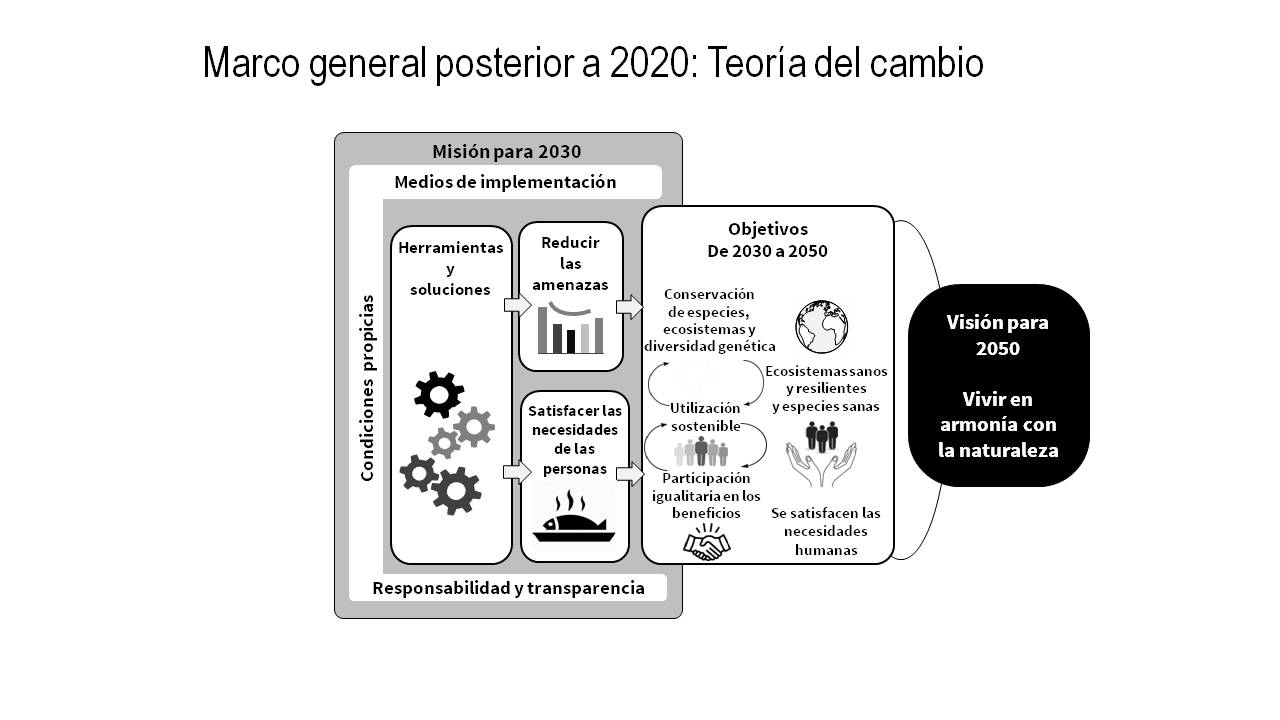 Marco general posterior a 2020: Teoría del cambio
Misión para 2030
Medios de implementación
Condiciones propicias
Herramientas
y
soluciones
Reducir
las
amenazas
Satisfacer las
necesidades
de las
personas
Objetivos
De 2030 a 2050
Conservación
de especies,
ecosistemas y
diversidad genética
Utilización
sostenible
Participación
igualitaria en los
beneficios
Ecosistemas sanos
y resilientes
y especies sanas
Se satisfacen las
necesidades
humanas
Visión para
2050
Vivir en
armonía con
la naturaleza
Responsabilidad y transparencia